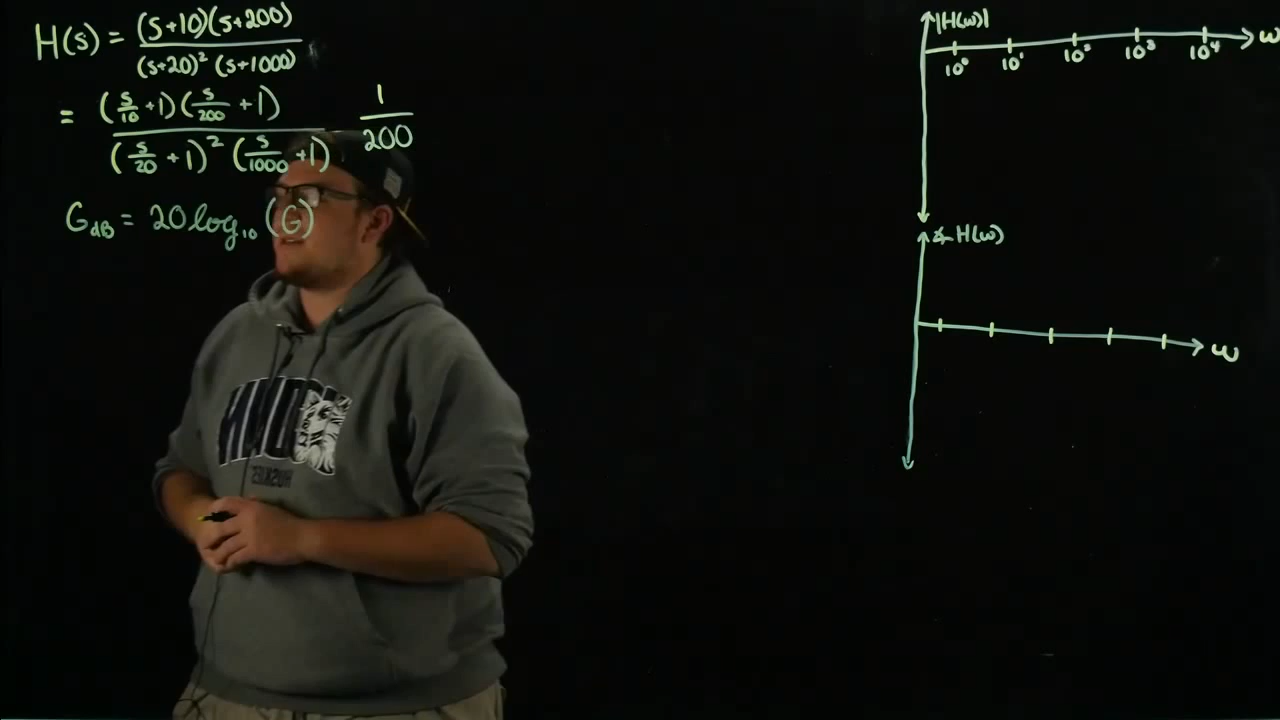 H(s) = (s+10)(s+200) / (s+20)² (s+1000)
= (s/10 +1)(s/200 +1) / (s/20 +1)² (s/1000 +1) 1/200
G_dB = 20 log₁₀ (G)
|H(ω)|
10⁰ 10¹ 10² 10³ 10⁴ ω
∡ H(ω)
ω
HUSKIES